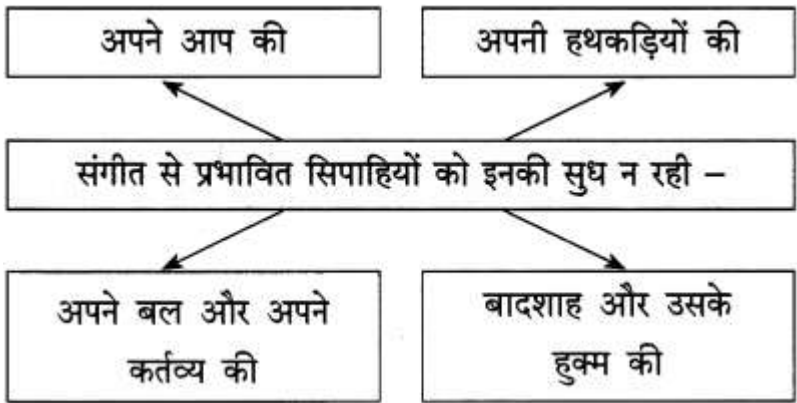 अपने आप की
अपनी हथकड़ियों की
संगीत से प्रभावित सिपाहियों को इनकी सुध न रही –
अपने बल और अपने
कर्तव्य की
बादशाह और उसके
हुक्म की